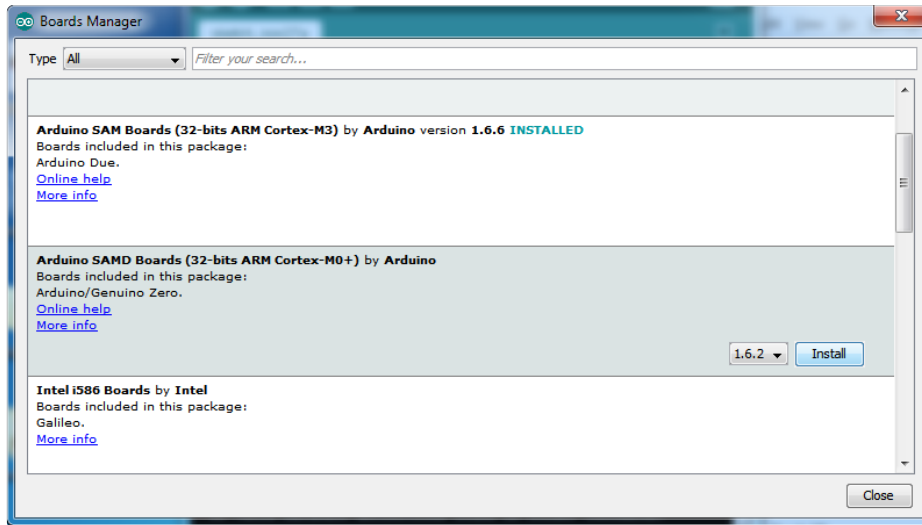 Boards Manager
Type All Filter your search...
Arduino SAM Boards (32-bits ARM Cortex-M3) by Arduino version 1.6.6 INSTALLED
Boards included in this package:
Arduino Due.
Online help
More info
Arduino SAMD Boards (32-bits ARM Cortex-M0+) by Arduino
Boards included in this package:
Arduino/Genuino Zero.
Online help
More info
1.6.2 Install
Intel i586 Boards by Intel
Boards included in this package:
Galileo.
More info
Close